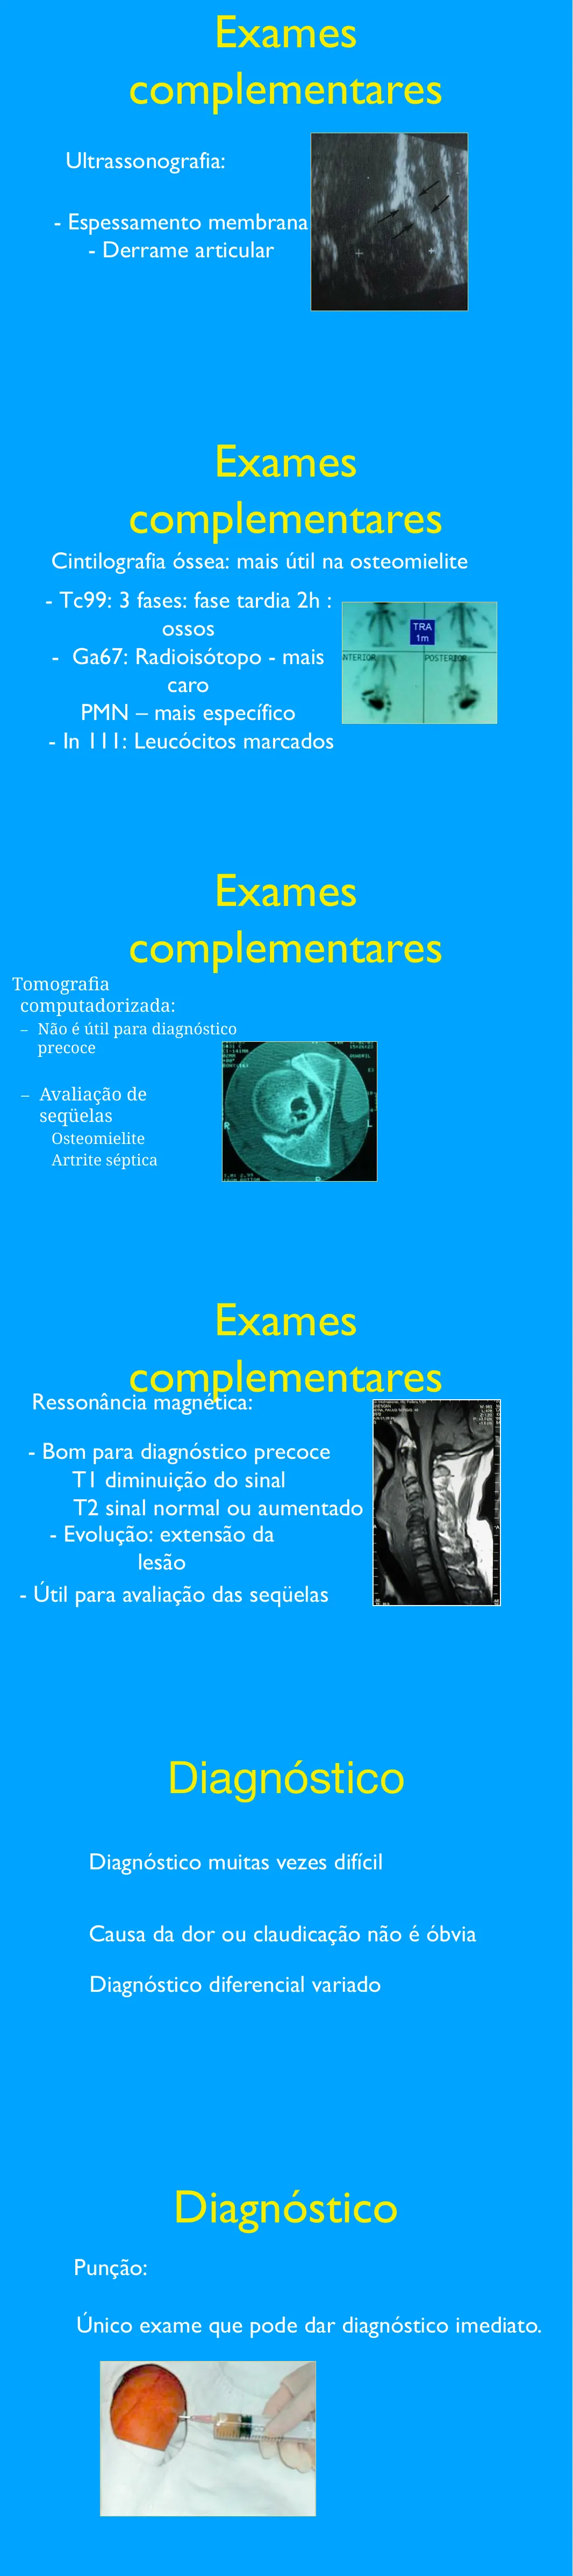 Exames
complementares
Ultrassonografia:
- Espessamento membrana
- Derrame articular
Exames
complementares
Cintilografia óssea: mais útil na osteomielite
- Tc99: 3 fases: fase tardia 2h :
ossos
- Ga67: Radioisótopo - mais
caro
PMN – mais específico
- In 111: Leucócitos marcados
TRA
1m
ANTERIOR
POSTERIOR
Exames
complementares
Tomografia
computadorizada:
– Não é útil para diagnóstico
precoce
– Avaliação de
seqüelas
Osteomielite
Artrite séptica
QUADRIL
R
L
Exames
complementares
Ressonância magnética:
- Bom para diagnóstico precoce
T1 diminuição do sinal
T2 sinal normal ou aumentado
- Evolução: extensão da
lesão
- Útil para avaliação das seqüelas
Diagnóstico
Diagnóstico muitas vezes difícil
Causa da dor ou claudicação não é óbvia
Diagnóstico diferencial variado
Diagnóstico
Punção:
Único exame que pode dar diagnóstico imediato.